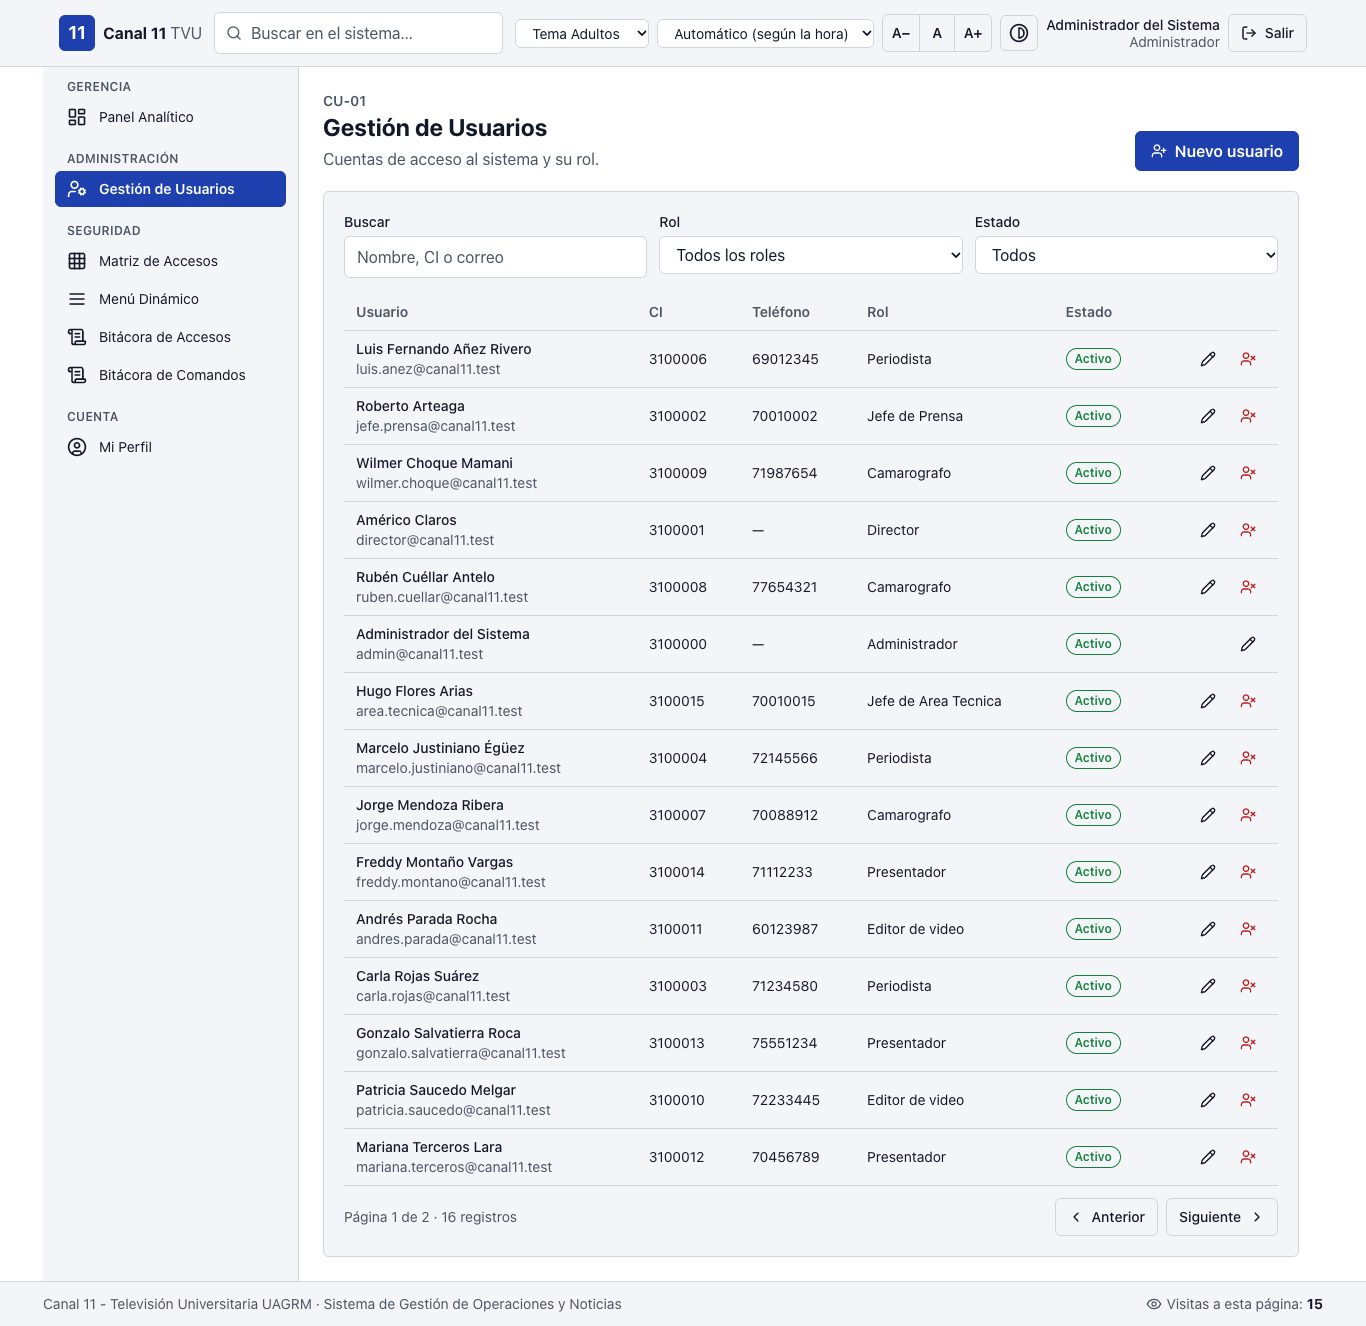 11 Canal 11 TVU
Buscar en el sistema...
Tema Adultos
Automático (según la hora)
A− A A+
Administrador del Sistema
Administrador
Salir
GERENCIA
Panel Analítico
ADMINISTRACIÓN
Gestión de Usuarios
SEGURIDAD
Matriz de Accesos
Menú Dinámico
Bitácora de Accesos
Bitácora de Comandos
CUENTA
Mi Perfil
CU-01
Gestión de Usuarios
Cuentas de acceso al sistema y su rol.
Nuevo usuario
Buscar Rol Estado
Nombre, CI o correo Todos los roles Todos
Usuario CI Teléfono Rol Estado
Luis Fernando Añez Rivero
luis.anez@canal11.test 3100006 69012345 Periodista Activo
Roberto Arteaga
jefe.prensa@canal11.test 3100002 70010002 Jefe de Prensa Activo
Wilmer Choque Mamani
wilmer.choque@canal11.test 3100009 71987654 Camarografo Activo
Américo Claros
director@canal11.test 3100001 — Director Activo
Rubén Cuéllar Antelo
ruben.cuellar@canal11.test 3100008 77654321 Camarografo Activo
Administrador del Sistema
admin@canal11.test 3100000 — Administrador Activo
Hugo Flores Arias
area.tecnica@canal11.test 3100015 70010015 Jefe de Area Tecnica Activo
Marcelo Justiniano Égüez
marcelo.justiniano@canal11.test 3100004 72145566 Periodista Activo
Jorge Mendoza Ribera
jorge.mendoza@canal11.test 3100007 70088912 Camarografo Activo
Freddy Montaño Vargas
freddy.montano@canal11.test 3100014 71112233 Presentador Activo
Andrés Parada Rocha
andres.parada@canal11.test 3100011 60123987 Editor de video Activo
Carla Rojas Suárez
carla.rojas@canal11.test 3100003 71234580 Periodista Activo
Gonzalo Salvatierra Roca
gonzalo.salvatierra@canal11.test 3100013 75551234 Presentador Activo
Patricia Saucedo Melgar
patricia.saucedo@canal11.test 3100010 72233445 Editor de video Activo
Mariana Terceros Lara
mariana.terceros@canal11.test 3100012 70456789 Presentador Activo
Página 1 de 2 · 16 registros
Anterior Siguiente
Canal 11 - Televisión Universitaria UAGRM · Sistema de Gestión de Operaciones y Noticias
Visitas a esta página: 15